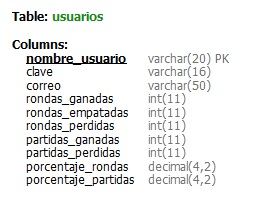 Table: usuarios
Columns:
nombre_usuario varchar(20) PK
clave varchar(16)
correo varchar(50)
rondas_ganadas int(11)
rondas_empatadas int(11)
rondas_perdidas int(11)
partidas_ganadas int(11)
partidas_perdidas int(11)
porcentaje_rondas decimal(4,2)
porcentaje_partidas decimal(4,2)